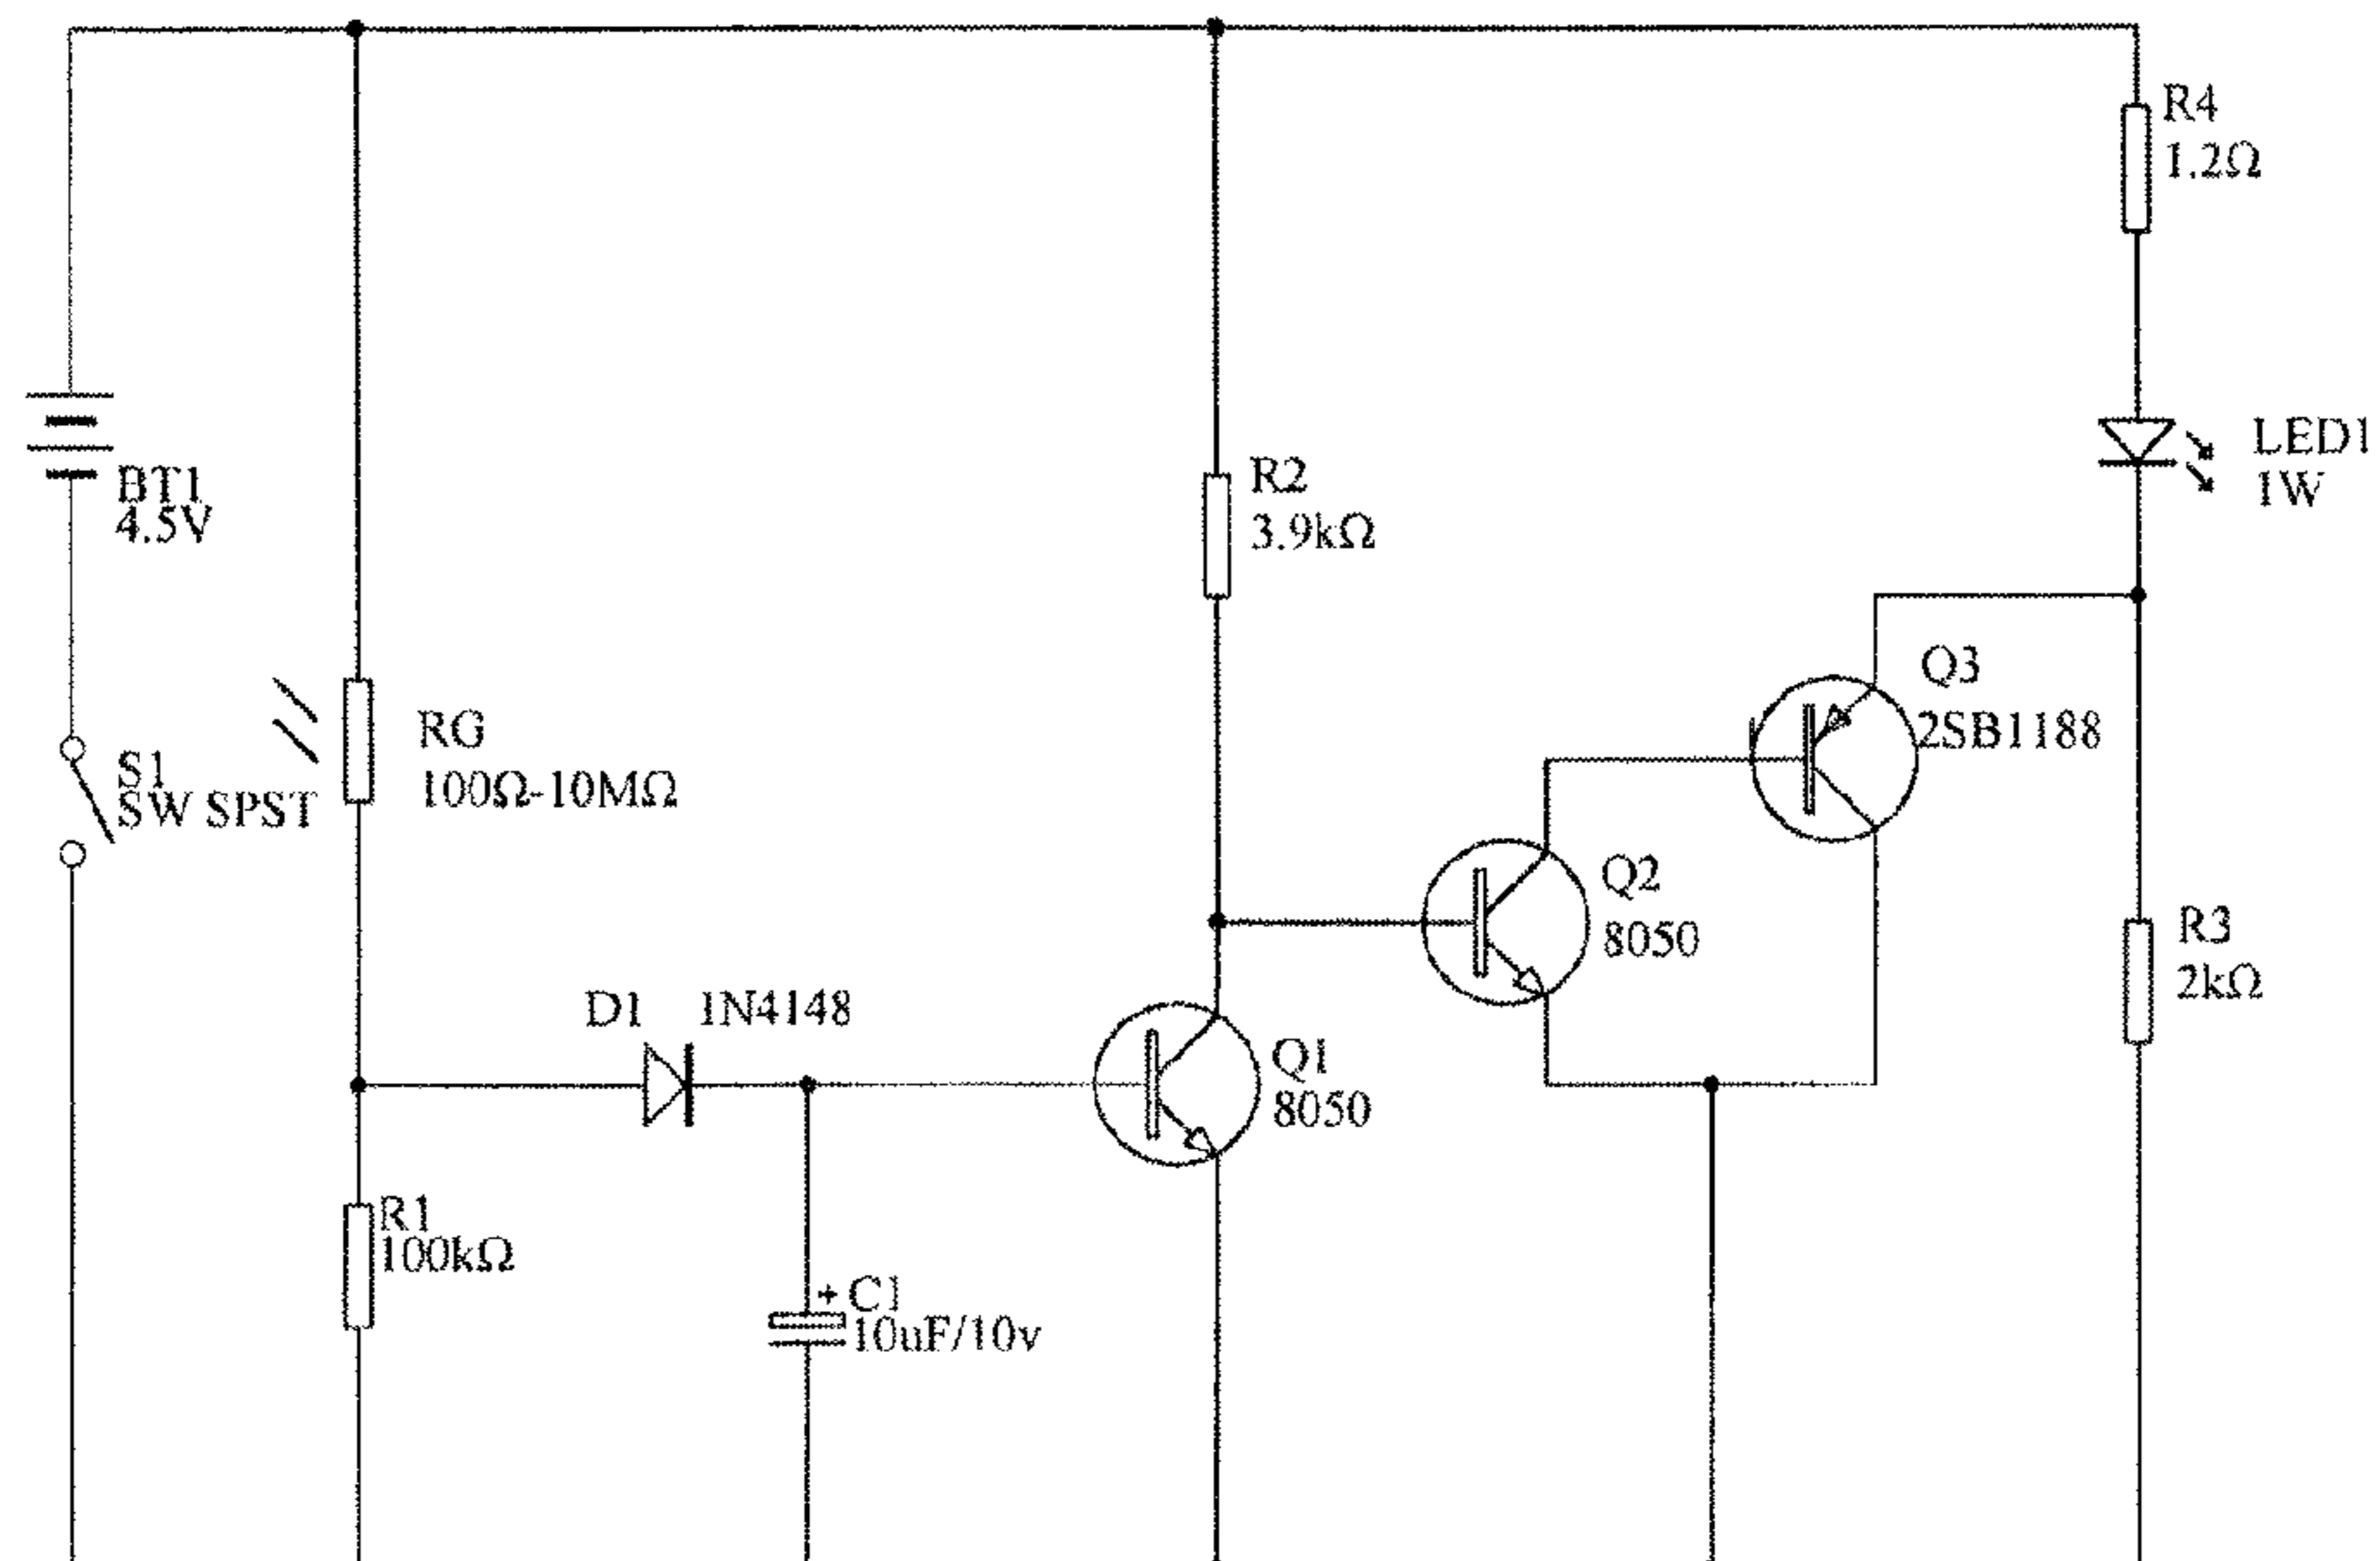 R4
1.2Ω
BT1
4.5V
R2
3.9kΩ
LED1
1W
S1
SW SPST
RG
100Ω-10MΩ
Q3
2SB1188
Q2
8050
R3
2kΩ
D1 1N4148
Q1
8050
R1
100kΩ
+ C1
10uF/10v